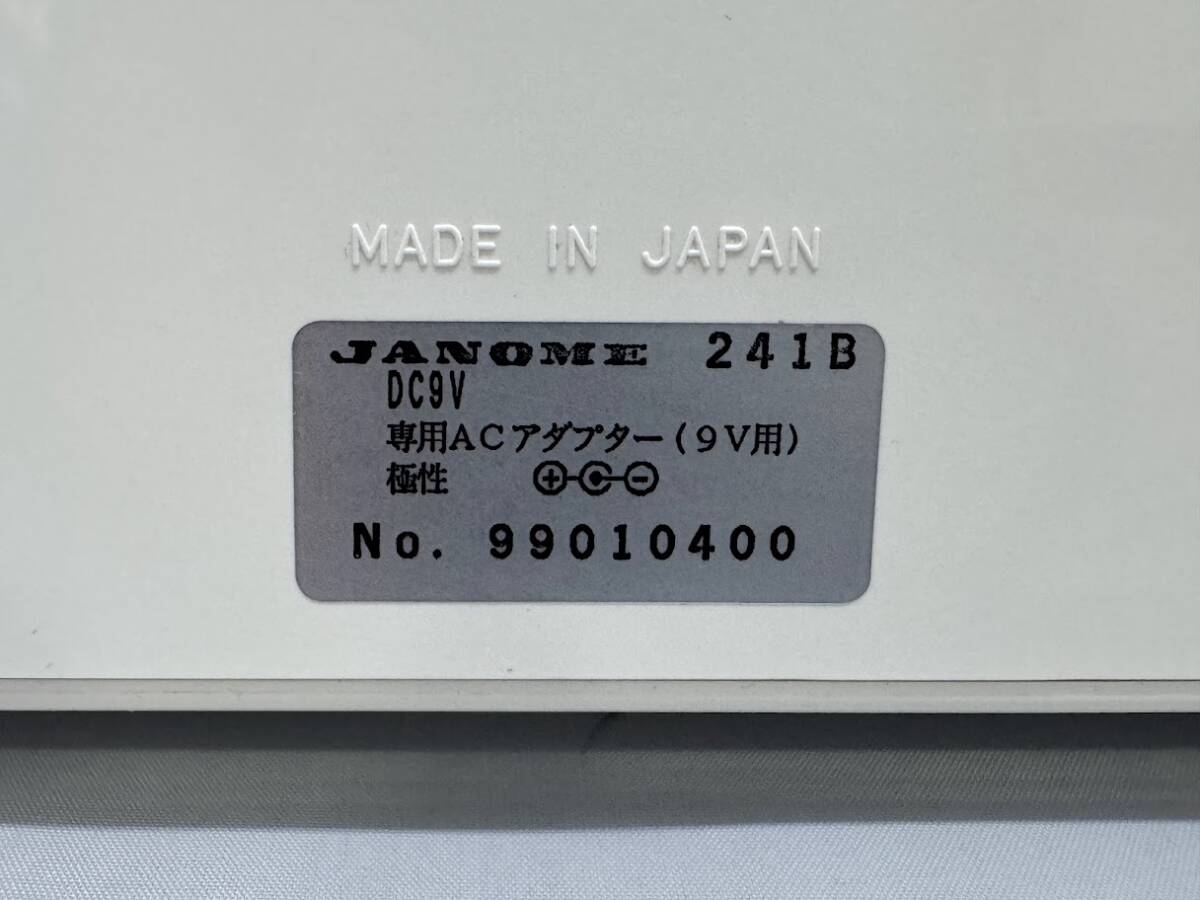 MADE IN JAPAN
JANOME 241B
DC9V
専用ACアダプター(9V用)
極性
No. 99010400